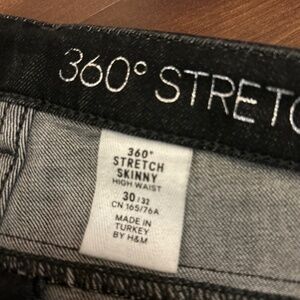 360° STRETC
360°
STRETCH
SKINNY
HIGH WAIST
30/32
CN 165/76A
MADE IN
TURKEY
BY H&M